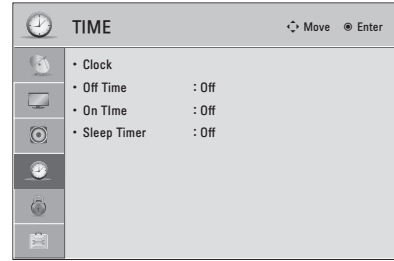 TIME Move Enter
• Clock
• Off Time : Off
• On TIme : Off
• Sleep Timer : Off